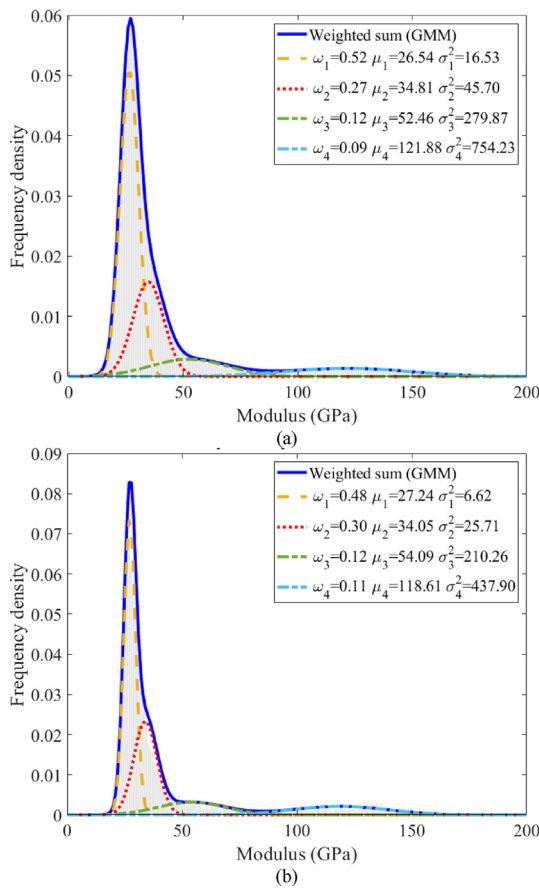 0.06
0.05
0.04
0.03
0.02
0.01
0
Frequency density
Weighted sum (GMM)
ω₁=0.52 μ₁=26.54 σ₁²=16.53
ω₂=0.27 μ₂=34.81 σ₂²=45.70
ω₃=0.12 μ₃=52.46 σ₃²=279.87
ω₄=0.09 μ₄=121.88 σ₄²=754.23
0 50 100 150 200
Modulus (GPa)
(a)
0.09
0.08
0.07
0.06
0.05
0.04
0.03
0.02
0.01
0
Frequency density
Weighted sum (GMM)
ω₁=0.48 μ₁=27.24 σ₁²=6.62
ω₂=0.30 μ₂=34.05 σ₂²=25.71
ω₃=0.12 μ₃=54.09 σ₃²=210.26
ω₄=0.11 μ₄=118.61 σ₄²=437.90
0 50 100 150 200
Modulus (GPa)
(b)